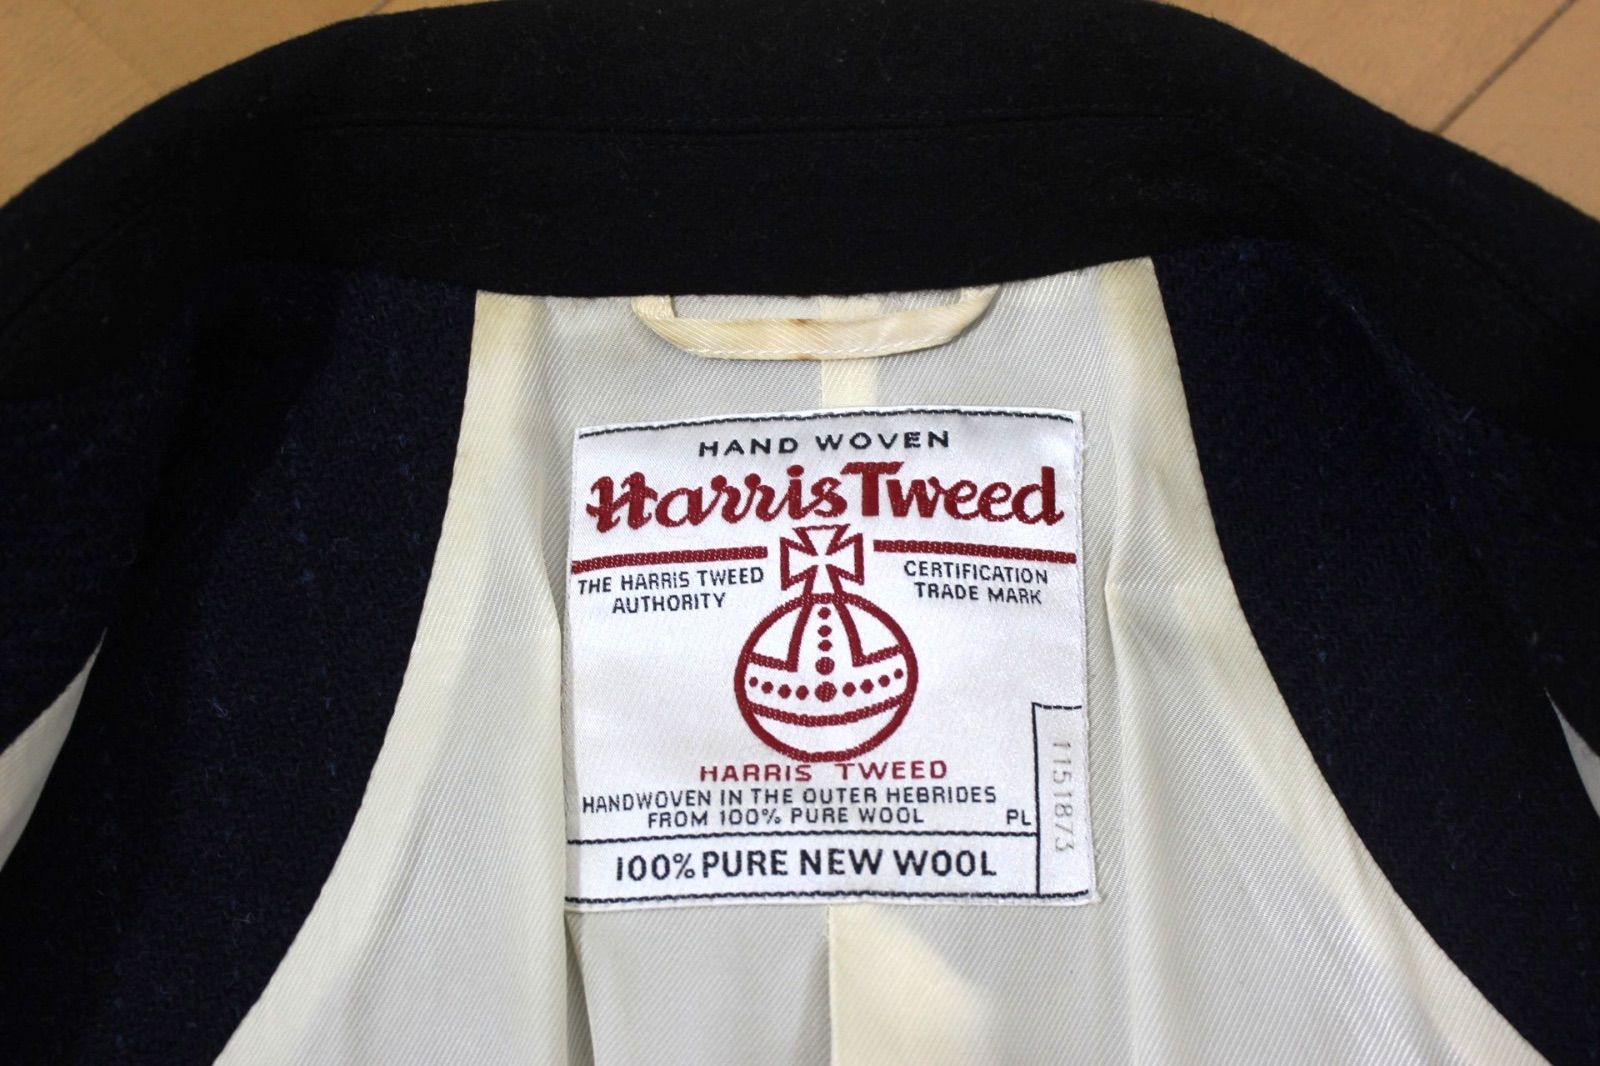 HAND WOVEN
Harris Tweed
THE HARRIS TWEED
AUTHORITY
CERTIFICATION
TRADE MARK
HARRIS TWEED
HANDWOVEN IN THE OUTER HEBRIDES
FROM 100% PURE WOOL
PL
100% PURE NEW WOOL
1151873